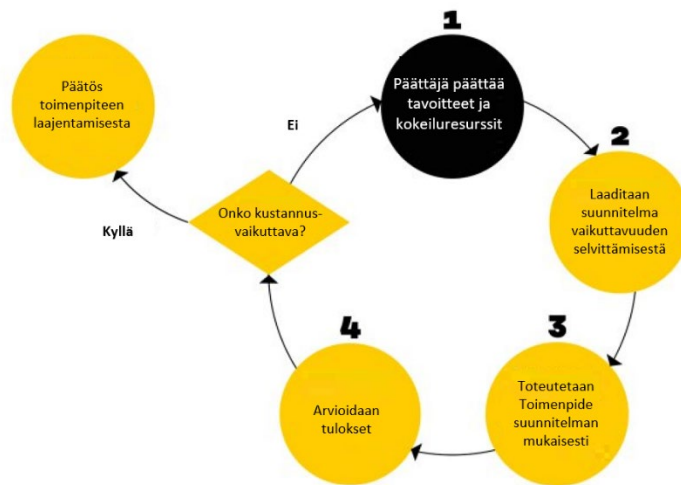 1
Päättäjä päättää
tavoitteet ja
kokeiluresurssit
2
Laaditaan
suunnitelma
vaikuttavuuden
selvittämisestä
3
Toteutetaan
Toimenpide
suunnitelman
mukaisesti
4
Arvioidaan
tulokset
Onko kustannus-
vaikuttava?
Ei
Kyllä
Päätös
toimenpiteen
laajentamisesta